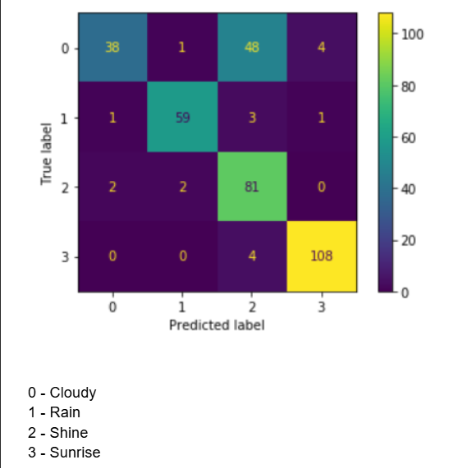 0 38 1 48 4 100
80
1 1 59 3 1
60
True label
2 2 2 81 0 40
20
3 0 0 4 108
0
0 1 2 3
Predicted label
0 - Cloudy
1 - Rain
2 - Shine
3 - Sunrise